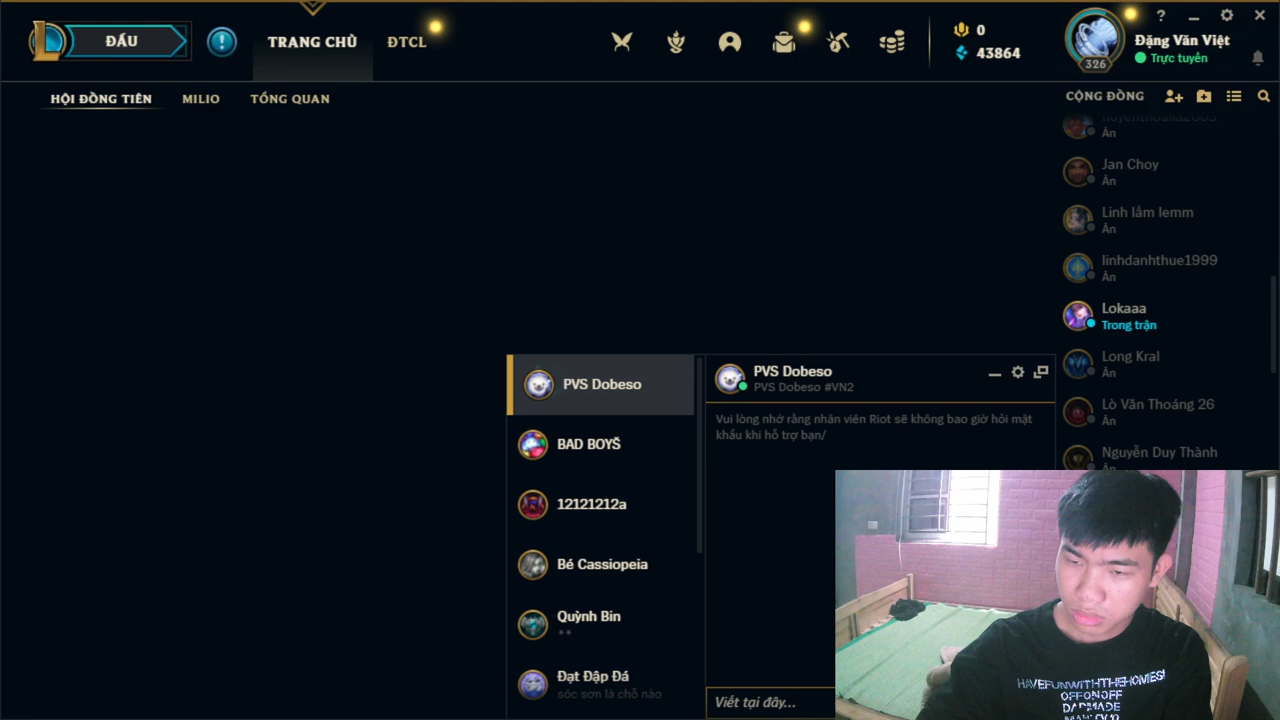 ĐẤU
TRANG CHỦ
ĐTCL
0
43864
326
?
Đặng Văn Việt
Trực tuyến
HỘI ĐỒNG TIÊN
MILIO
TỔNG QUAN
CỘNG ĐỒNG
Ẩn
Jan Choy
Ẩn
Linh lắm lemm
Ẩn
linhdanhthue1999
Ẩn
Lokaaa
Trong trận
Long Kral
Ẩn
Lò Văn Thoáng 26
Ẩn
Nguyễn Duy Thành
PVS Dobeso
BAD BOYŠ
12121212a
Bé Cassiopeia
Quỳnh Bin
**
Đạt Đập Đá
sóc sơn là chỗ nào
PVS Dobeso
PVS Dobeso #VN2
Vui lòng nhớ rằng nhân viên Riot sẽ không bao giờ hỏi mật
khẩu khi hỗ trợ bạn/
Viết tại đây...
HAVEFUNWITHTHEHOMIES!
OFFONOFF